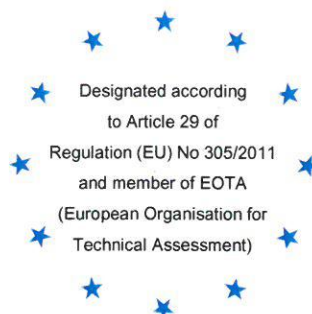 Designated according
to Article 29 of
Regulation (EU) No 305/2011
and member of EOTA
(European Organisation for
Technical Assessment)